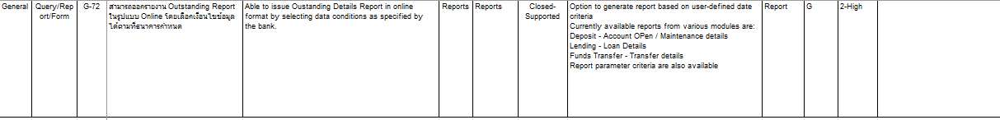 General
Query/Rep
ort/Form
G-72
สามารถออกรายงาน Outstanding Report
ในรูปแบบ Online โดยเลือกเงื่อนไขข้อมูล
ได้ตามที่ธนาคารกำหนด
Able to issue Oustanding Details Report in online
format by selecting data conditions as specified by
the bank.
Reports
Reports
Closed-
Supported
Option to generate report based on user-defined date
criteria
Currently available reports from various modules are:
Deposit - Account OPen / Maintenance details
Lending - Loan Details
Funds Transfer - Transfer details
Report parameter criteria are also available
Report
G
2-High